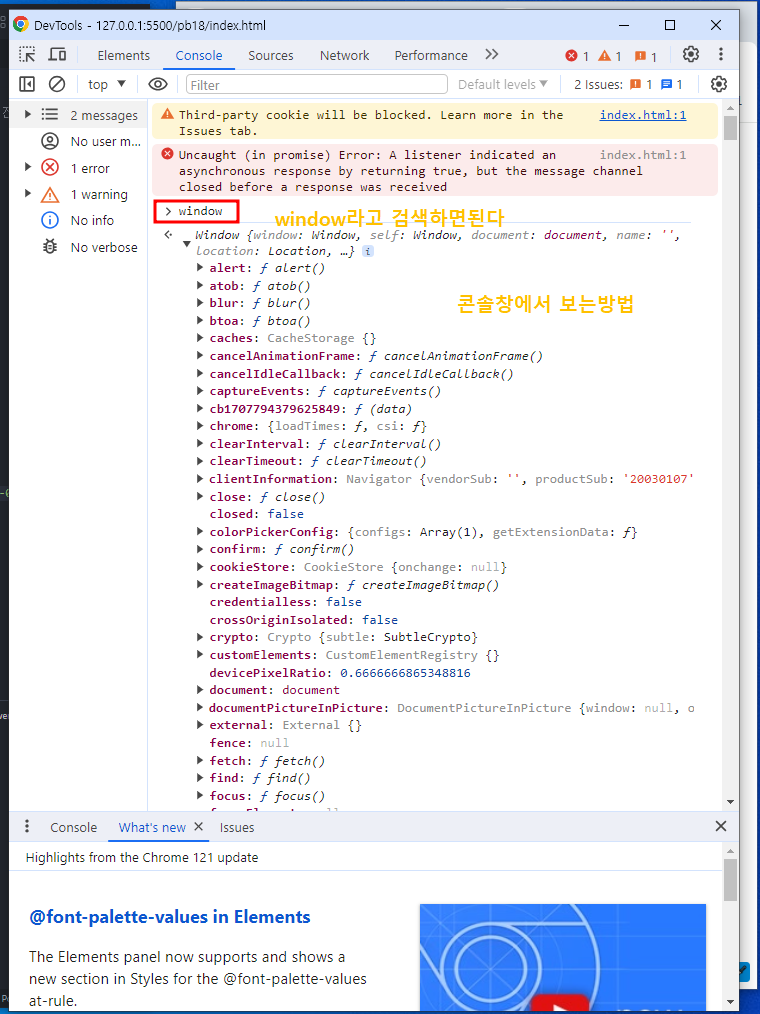 DevTools - 127.0.0.1:5500/pb18/index.html
Elements Console Sources Network Performance 1 1 1
top Filter Default levels 2 Issues: 1 1
2 messages
No user m...
1 error
1 warning
No info
No verbose
Third-party cookie will be blocked. Learn more in the index.html:1
Issues tab.
Uncaught (in promise) Error: A listener indicated an index.html:1
asynchronous response by returning true, but the message channel
closed before a response was received
> window
window라고 검색하면된다
Window {window: Window, self: Window, document: document, name: '',
location: Location, …} i
콘솔창에서 보는방법
alert: ƒ alert()
atob: ƒ atob()
blur: ƒ blur()
btoa: ƒ btoa()
caches: CacheStorage {}
cancelAnimationFrame: ƒ cancelAnimationFrame()
cancelIdleCallback: ƒ cancelIdleCallback()
captureEvents: ƒ captureEvents()
cb1707794379625849: ƒ (data)
chrome: {loadTimes: ƒ, csi: ƒ}
clearInterval: ƒ clearInterval()
clearTimeout: ƒ clearTimeout()
clientInformation: Navigator {vendorSub: '', productSub: '20030107'
close: ƒ close()
closed: false
colorPickerConfig: {configs: Array(1), getExtensionData: ƒ}
confirm: ƒ confirm()
cookieStore: CookieStore {onchange: null}
createImageBitmap: ƒ createImageBitmap()
credentialless: false
crossOriginIsolated: false
crypto: Crypto {subtle: SubtleCrypto}
customElements: CustomElementRegistry {}
devicePixelRatio: 0.6666666865348816
document: document
documentPictureInPicture: DocumentPictureInPicture {window: null, o
external: External {}
fence: null
fetch: ƒ fetch()
find: ƒ find()
focus: ƒ focus()
Console What's new Issues
Highlights from the Chrome 121 update
@font-palette-values in Elements
The Elements panel now supports and shows a
new section in Styles for the @font-palette-values
at-rule.